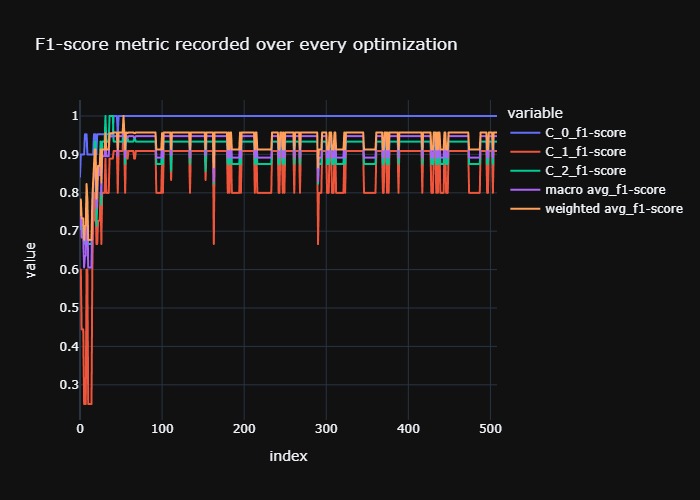 F1-score metric recorded over every optimization
variable
C_0_f1-score
C_1_f1-score
C_2_f1-score
macro avg_f1-score
weighted avg_f1-score
value
1
0.9
0.8
0.7
0.6
0.5
0.4
0.3
0
100
200
300
400
500
index